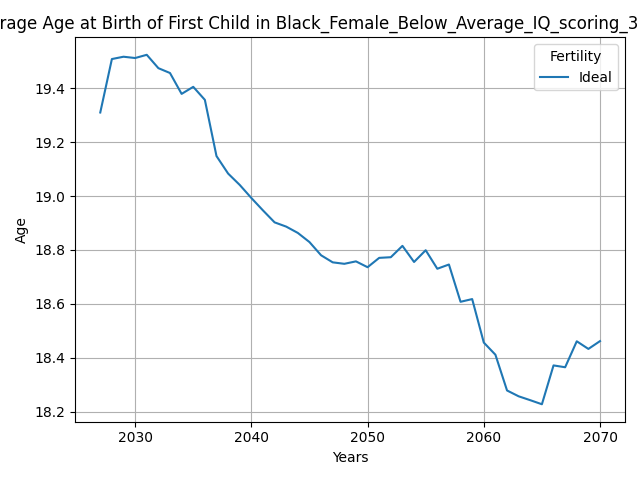 rage Age at Birth of First Child in Black_Female_Below_Average_IQ_scoring_3
Fertility
Ideal
Age
19.4
19.2
19.0
18.8
18.6
18.4
18.2
2030 2040 2050 2060 2070
Years